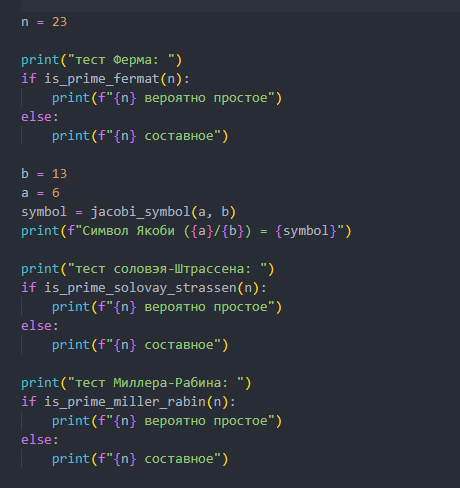 n = 23
print("тест Ферма: ")
if is_prime_fermat(n):
    print(f"{n} вероятно простое")
else:
    print(f"{n} составное")
b = 13
a = 6
symbol = jacobi_symbol(a, b)
print(f"Символ Якоби ({a}/{b}) = {symbol}")
print("тест соловэя-Штрассена: ")
if is_prime_solovay_strassen(n):
    print(f"{n} вероятно простое")
else:
    print(f"{n} составное")
print("тест Миллера-Рабина: ")
if is_prime_miller_rabin(n):
    print(f"{n} вероятно простое")
else:
    print(f"{n} составное")